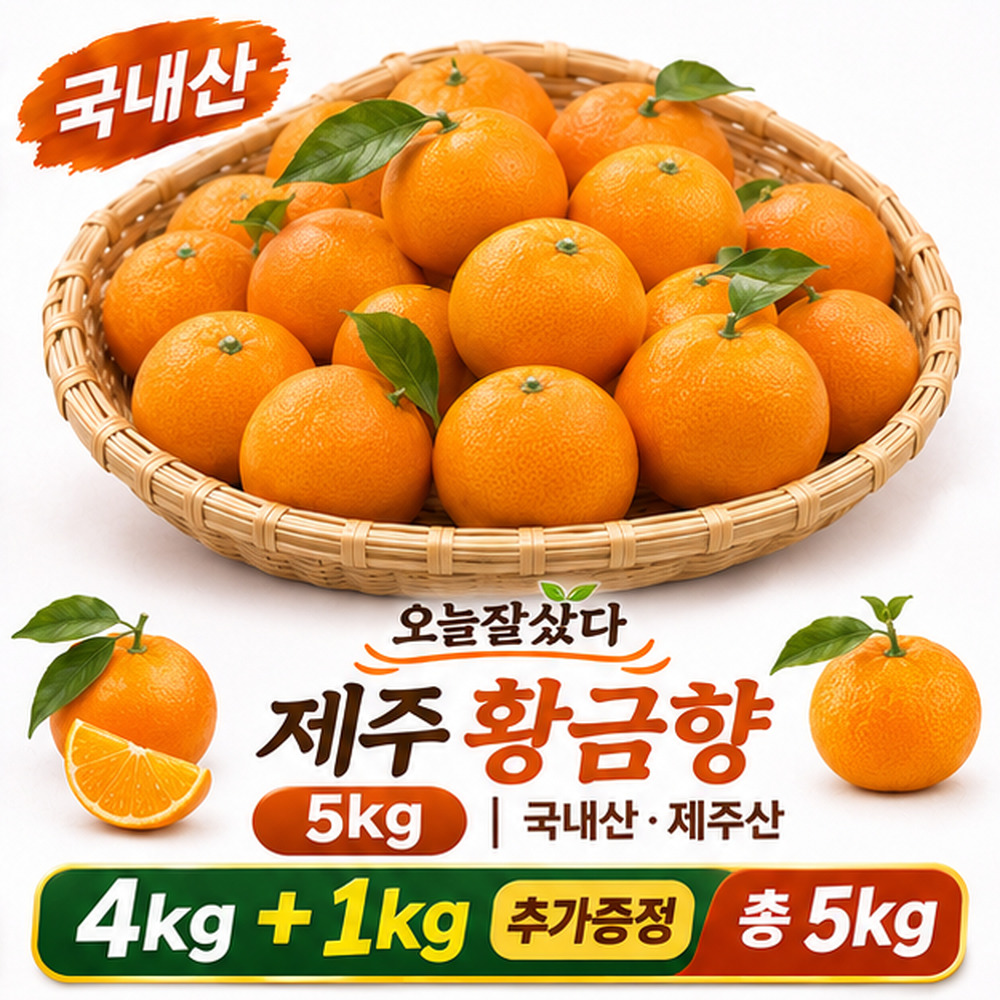 국내산
오늘잘샀다
제주 황금향
5kg | 국내산 · 제주산
4kg + 1kg 추가증정 총 5kg